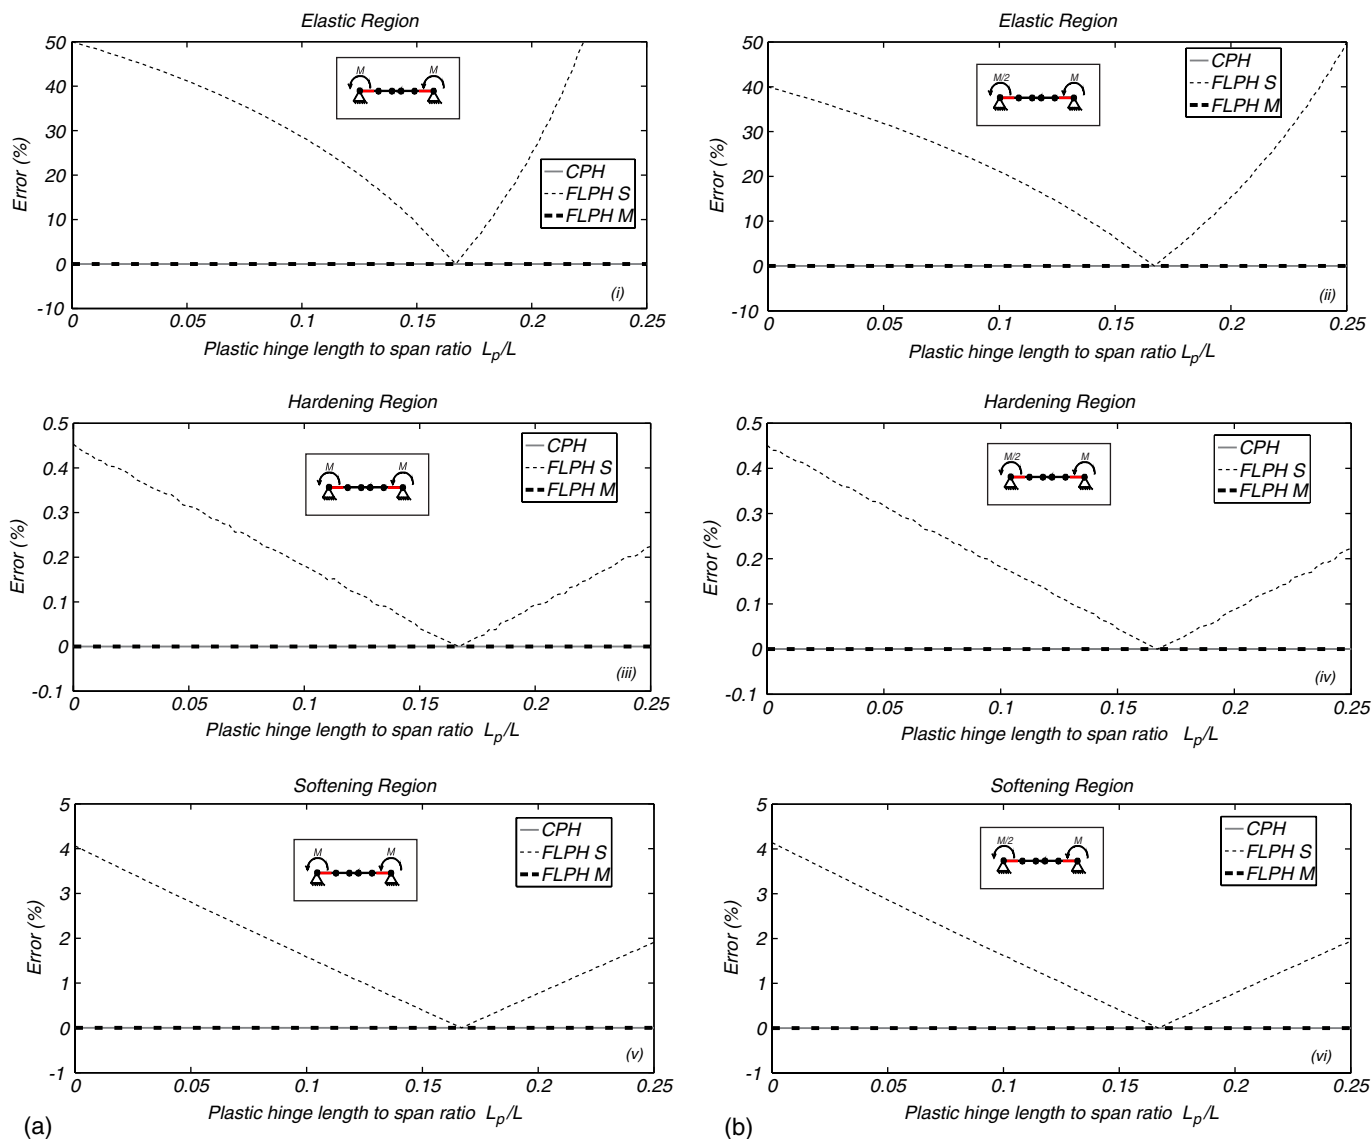 Elastic Region
50
40
30
20
10
0
-10
Error (%)
M M
CPH
FLPH S
FLPH M
(i)
0 0.05 0.1 0.15 0.2 0.25
Plastic hinge length to span ratio Lp/L
Elastic Region
50
40
30
20
10
0
-10
Error (%)
M/2 M
CPH
FLPH S
FLPH M
(ii)
0 0.05 0.1 0.15 0.2 0.25
Plastic hinge length to span ratio Lp/L
Hardening Region
0.5
0.4
0.3
0.2
0.1
0
-0.1
Error (%)
M M
CPH
FLPH S
FLPH M
(iii)
0 0.05 0.1 0.15 0.2 0.25
Plastic hinge length to span ratio Lp/L
Hardening Region
0.5
0.4
0.3
0.2
0.1
0
-0.1
Error (%)
M/2 M
CPH
FLPH S
FLPH M
(iv)
0 0.05 0.1 0.15 0.2 0.25
Plastic hinge length to span ratio Lp/L
Softening Region
5
4
3
2
1
0
-1
Error (%)
M M
CPH
FLPH S
FLPH M
(v)
0 0.05 0.1 0.15 0.2 0.25
Plastic hinge length to span ratio Lp/L
(a)
Softening Region
5
4
3
2
1
0
-1
Error (%)
M/2 M
CPH
FLPH S
FLPH M
(vi)
0 0.05 0.1 0.15 0.2 0.25
Plastic hinge length to span ratio Lp/L
(b)